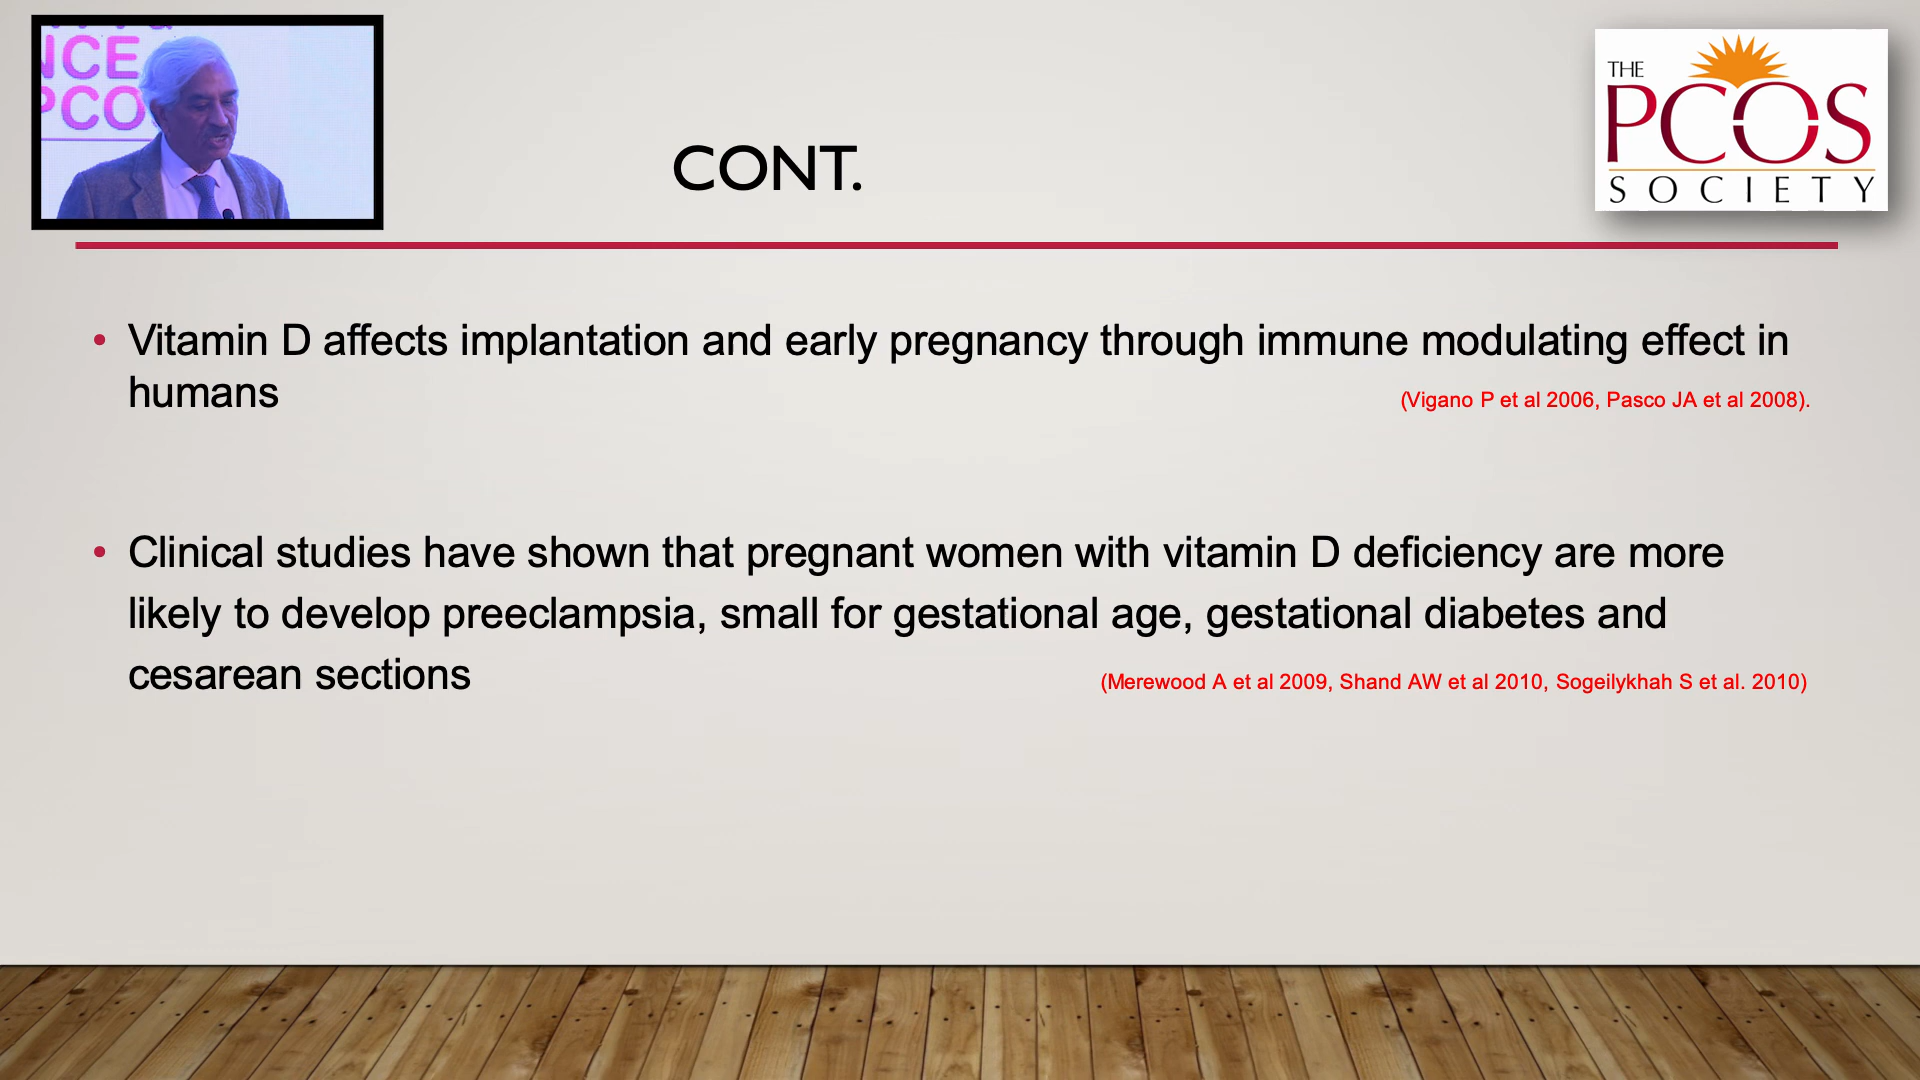 NCE
PCO
CONT.
THE
PCOS
SOCIETY
• Vitamin D affects implantation and early pregnancy through immune modulating effect in
humans (Vigano P et al 2006, Pasco JA et al 2008).
• Clinical studies have shown that pregnant women with vitamin D deficiency are more
likely to develop preeclampsia, small for gestational age, gestational diabetes and
cesarean sections (Merewood A et al 2009, Shand AW et al 2010, Sogeilykhah S et al. 2010)